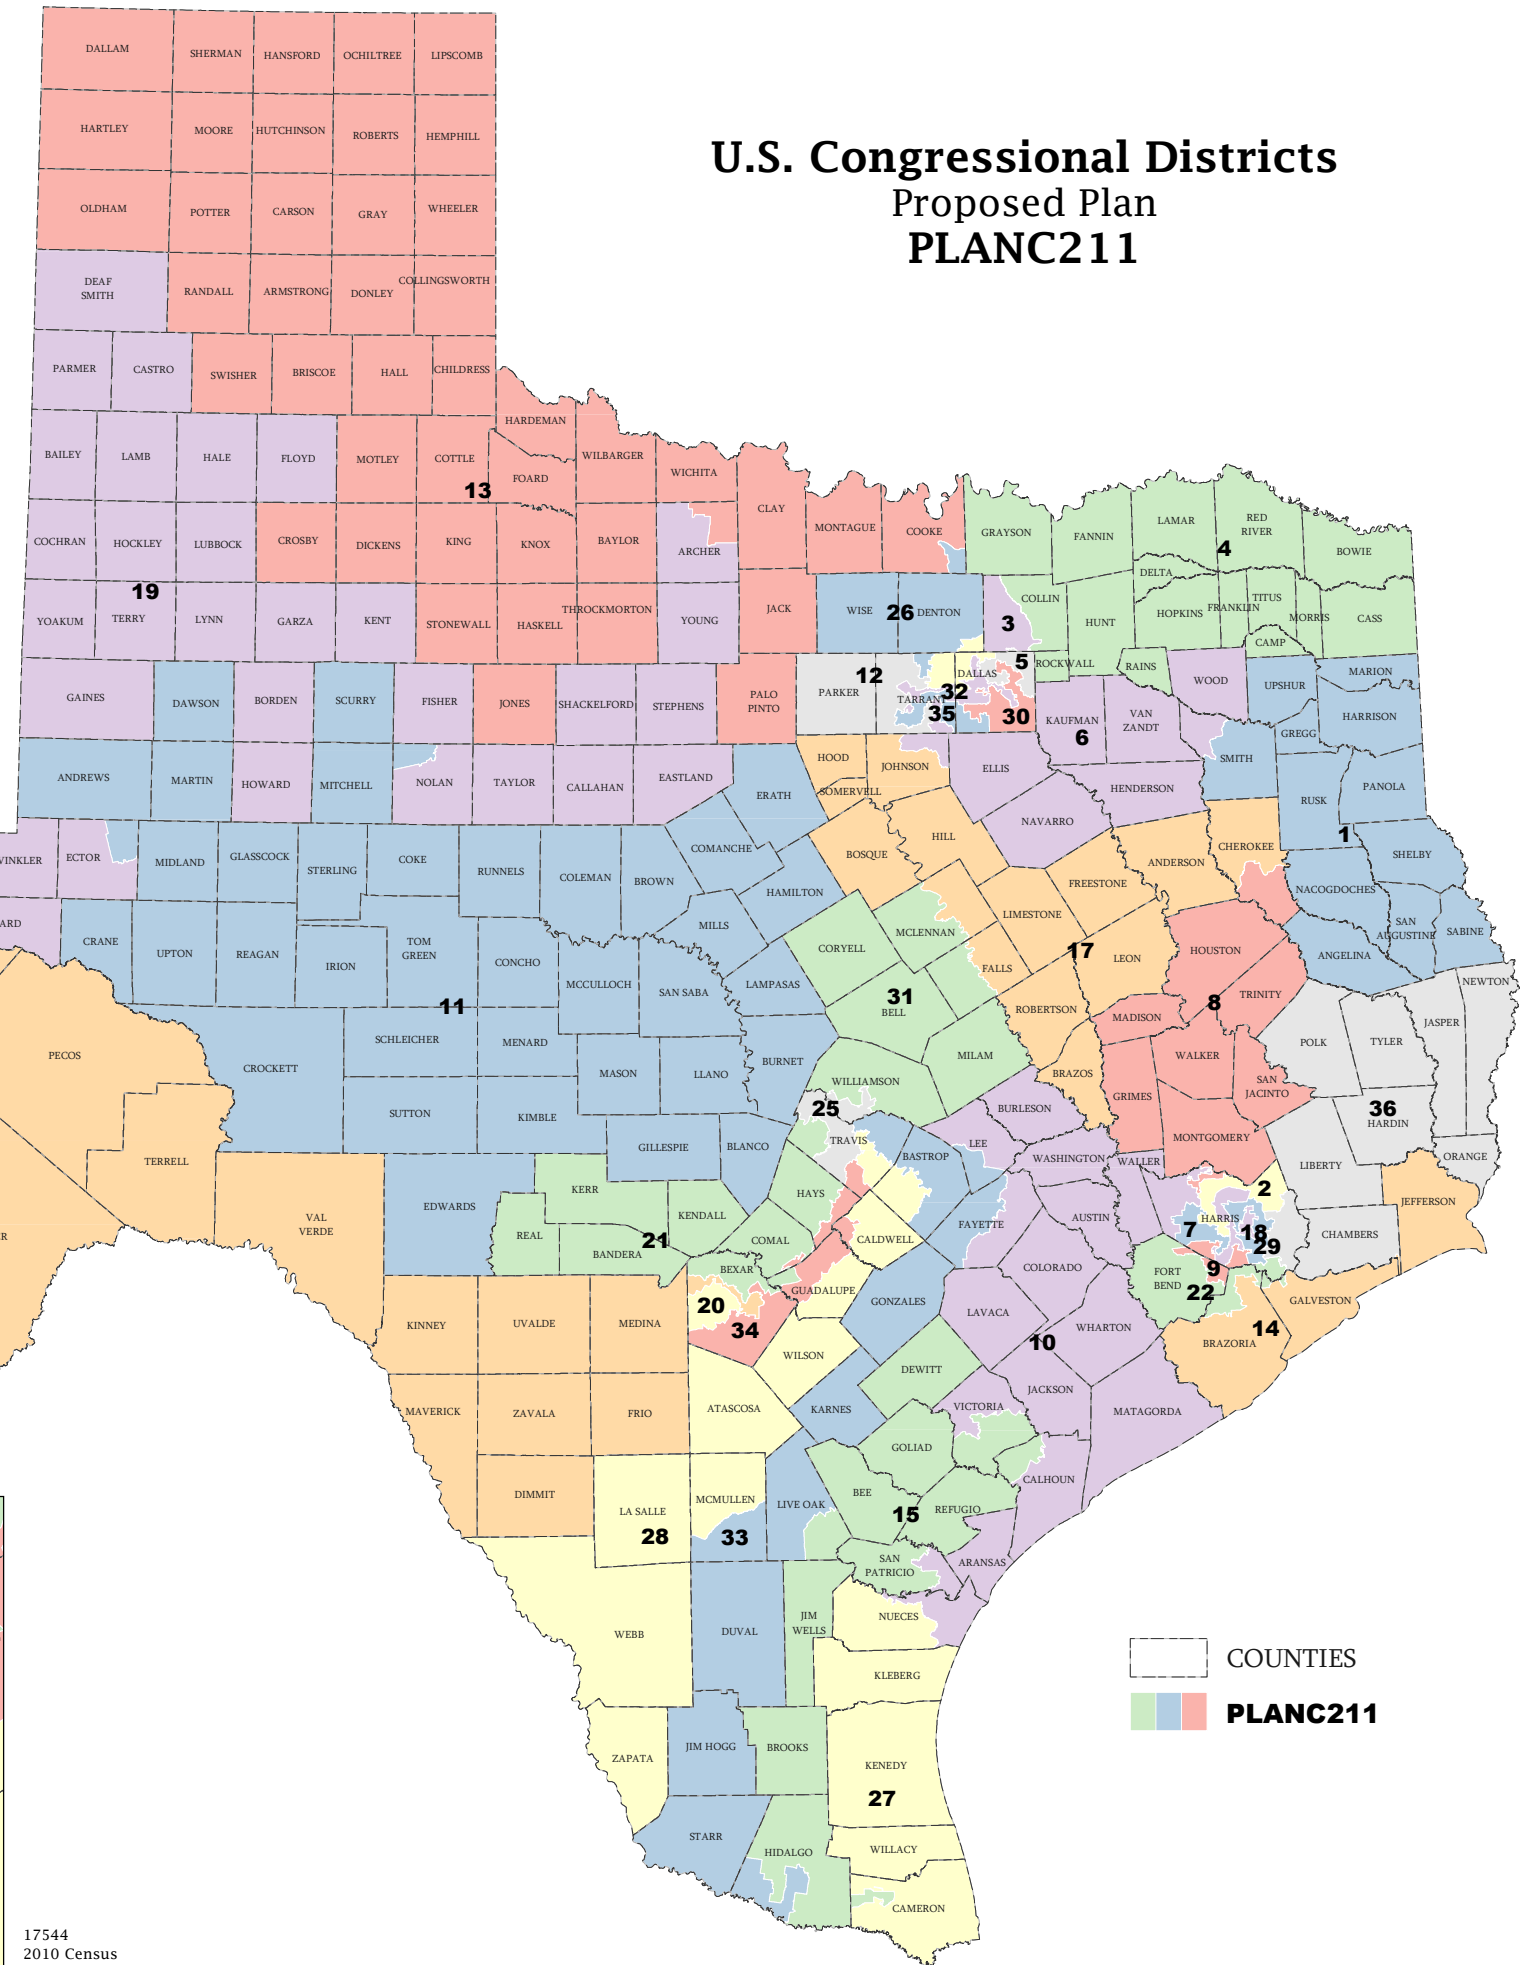 U.S. Congressional Districts
Proposed Plan
PLANC211
DALLAM
SHERMAN
HANSFORD
OCHILTREE
LIPSCOMB
HARTLEY
MOORE
HUTCHINSON
ROBERTS
HEMPHILL
OLDHAM
POTTER
CARSON
GRAY
WHEELER
DEAF
SMITH
RANDALL
ARMSTRONG
DONLEY
COLLINGSWORTH
PARMER
CASTRO
SWISHER
BRISCOE
HALL
CHILDRESS
HARDEMAN
BAILEY
LAMB
HALE
FLOYD
MOTLEY
COTTLE
13
FOARD
WILBARGER
WICHITA
CLAY
MONTAGUE
COOKE
GRAYSON
FANNIN
LAMAR
RED
RIVER
4
BOWIE
COCHRAN
HOCKLEY
LUBBOCK
CROSBY
DICKENS
KING
KNOX
BAYLOR
ARCHER
19
YOAKUM
TERRY
LYNN
GARZA
KENT
STONEWALL
HASKELL
THROCKMORTON
YOUNG
JACK
WISE
26
DENTON
3
COLLIN
HUNT
DELTA
HOPKINS
FRANKLIN
TITUS
MORRIS
CASS
CAMP
GAINES
DAWSON
BORDEN
SCURRY
FISHER
JONES
SHACKELFORD
STEPHENS
PALO
PINTO
PARKER
12
TARRANT
32
35
DALLAS
5
30
ROCKWALL
RAINS
WOOD
UPSHUR
MARION
HARRISON
KAUFMAN
6
VAN
ZANDT
GREGG
SMITH
ANDREWS
MARTIN
HOWARD
MITCHELL
NOLAN
TAYLOR
CALLAHAN
EASTLAND
ERATH
HOOD
SOMERVELL
JOHNSON
ELLIS
HENDERSON
NAVARRO
RUSK
PANOLA
1
SHELBY
WINKLER
ECTOR
MIDLAND
GLASSCOCK
STERLING
COKE
RUNNELS
COLEMAN
BROWN
COMANCHE
HAMILTON
BOSQUE
HILL
FREESTONE
ANDERSON
CHEROKEE
NACOGDOCHES
SAN
AUGUSTINE
SABINE
ARD
CRANE
UPTON
REAGAN
IRION
TOM
GREEN
CONCHO
MCCULLOCH
SAN SABA
MILLS
LAMPASAS
CORYELL
MCLENNAN
LIMESTONE
FALLS
17
LEON
HOUSTON
ANGELINA
TRINITY
8
NEWTON
31
BELL
ROBERTSON
MADISON
POLK
TYLER
JASPER
11
PECOS
CROCKETT
SCHLEICHER
MENARD
MASON
LLANO
BURNET
WILLIAMSON
MILAM
BRAZOS
WALKER
SAN
JACINTO
GRIMES
36
HARDIN
SUTTON
KIMBLE
25
TRAVIS
BURLESON
LEE
MONTGOMERY
ORANGE
TERRELL
GILLESPIE
BLANCO
BASTROP
WASHINGTON
WALLER
LIBERTY
2
JEFFERSON
VAL
VERDE
EDWARDS
KERR
REAL
BANDERA
KENDALL
21
HAYS
COMAL
CALDWELL
FAYETTE
AUSTIN
HARRIS
7
18
29
9
CHAMBERS
R
BEXAR
20
34
GUADALUPE
GONZALES
COLORADO
FORT
BEND
22
GALVESTON
KINNEY
UVALDE
MEDINA
WILSON
LAVACA
WHARTON
10
14
BRAZORIA
MAVERICK
ZAVALA
FRIO
ATASCOSA
KARNES
DEWITT
VICTORIA
JACKSON
MATAGORDA
GOLIAD
DIMMIT
LA SALLE
28
MCMULLEN
33
LIVE OAK
BEE
15
REFUGIO
CALHOUN
SAN
PATRICIO
ARANSAS
WEBB
DUVAL
JIM
WELLS
NUECES
KLEBERG
ZAPATA
JIM HOGG
BROOKS
KENEDY
27
STARR
HIDALGO
WILLACY
CAMERON
COUNTIES
PLANC211
17544
2010 Census